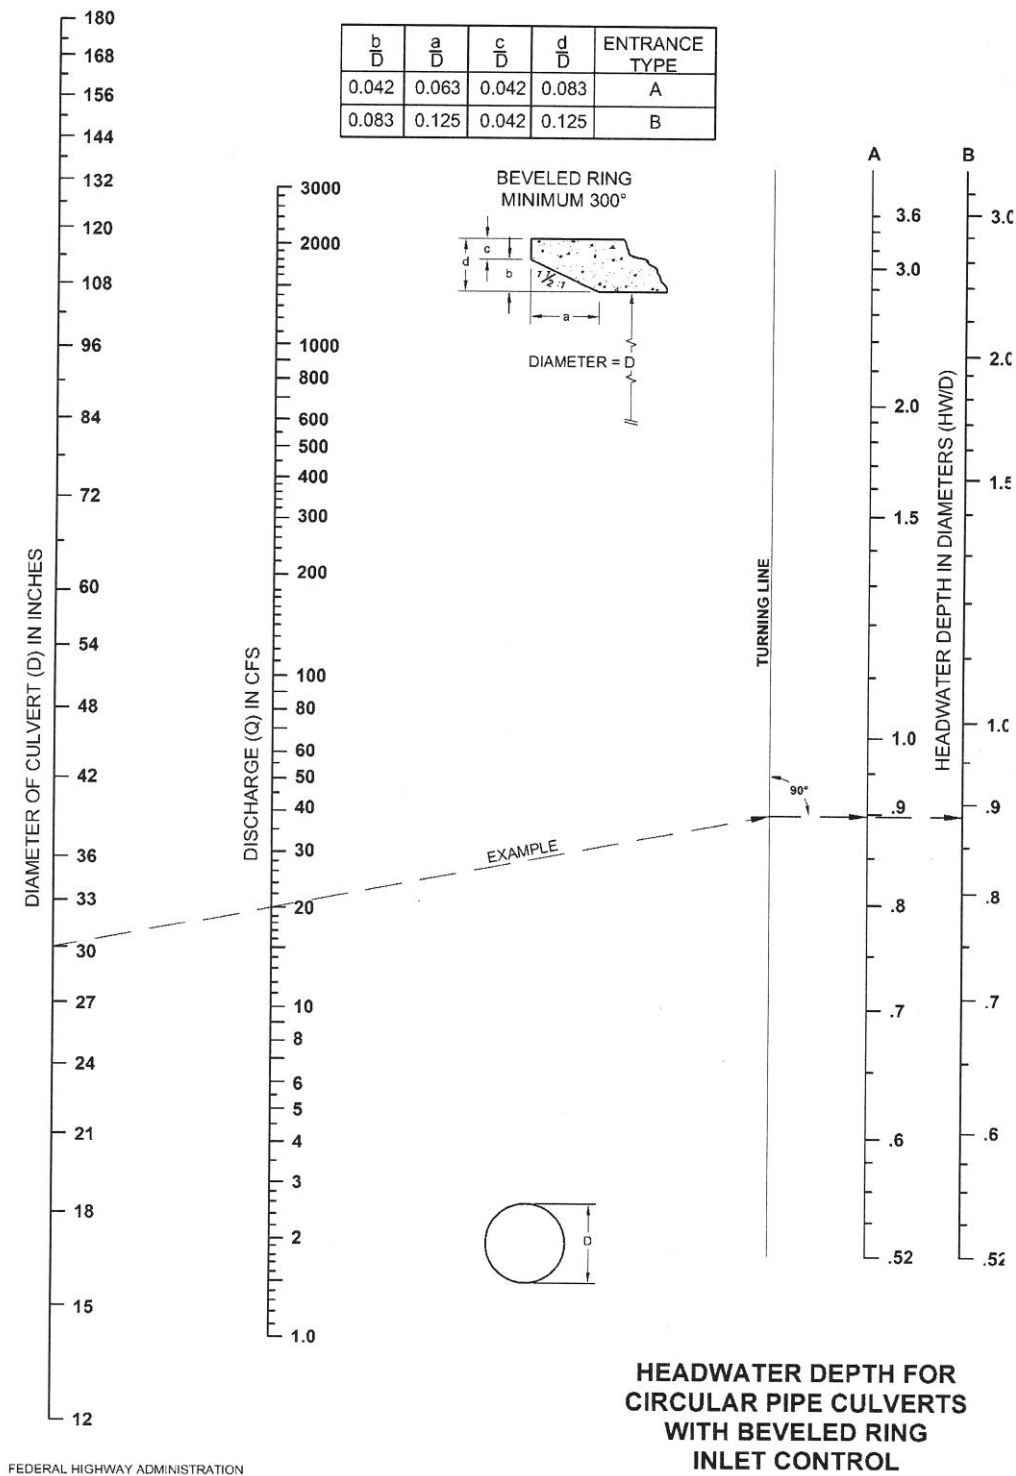 180
168
156
144
132
120
108
96
84
72
60
54
48
42
36
33
30
27
24
21
18
15
12
DIAMETER OF CULVERT (D) IN INCHES
3000
2000
1000
800
600
500
400
300
200
100
80
60
50
40
30
20
10
8
6
5
4
3
2
1.0
DISCHARGE (Q) IN CFS
b/D a/D c/D d/D ENTRANCE TYPE
0.042 0.063 0.042 0.083 A
0.083 0.125 0.042 0.125 B
BEVELED RING
MINIMUM 300°
c
d
b
1 1/2 :1
a
DIAMETER = D
EXAMPLE
D
TURNING LINE
90°
A
3.6
3.0
2.0
1.5
1.0
.9
.8
.7
.6
.52
HEADWATER DEPTH IN DIAMETERS (HW/D)
B
3.0
2.0
1.5
1.0
.9
.8
.7
.6
.52
HEADWATER DEPTH FOR
CIRCULAR PIPE CULVERTS
WITH BEVELED RING
INLET CONTROL
FEDERAL HIGHWAY ADMINISTRATION